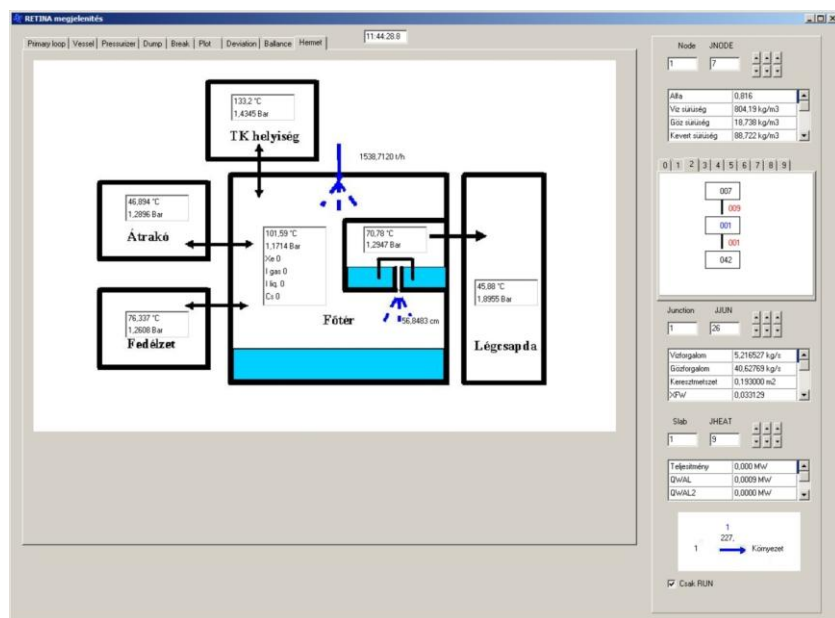 RETINA megjelenítés
11:44:28.8
Primary loop Vessel Pressurizer Dump Break Plot Deviation Ballance Hermet
133,2 °C
1,4345 Bar
TK helyiség
1538,7120 t/h
46,894 °C
1,2896 Bar
Átrakó
101,59 °C
1,1714 Bar
Xe 0
I gas 0
I liq. 0
Cs 0
70,78 °C
1,2947 Bar
76,337 °C
1,2608 Bar
Fedélzet
Főtér
56,8483 cm
45,88 °C
1,8955 Bar
Légcsapda
Node JNODE
1 7
Alfa 0,816
Víz sűrűség 804,19 kg/m3
Gőz sűrűség 18,738 kg/m3
Kevert sűrűség 88,722 kg/m3
0 1 2 3 4 5 6 7 8 9
007
009
001
001
042
Junction JJUN
1 26
Vízforgalom 5,216527 kg/s
Gőzforgalom 40,62769 kg/s
Keresztmetszet 0,193000 m2
XFW 0,033129
Slab JHEAT
1 9
Teljesítmény 0,000 MW
QWAL 0,0009 MW
QWAL2 0,0000 MW
1
227,
1 Környezet
Csak RUN